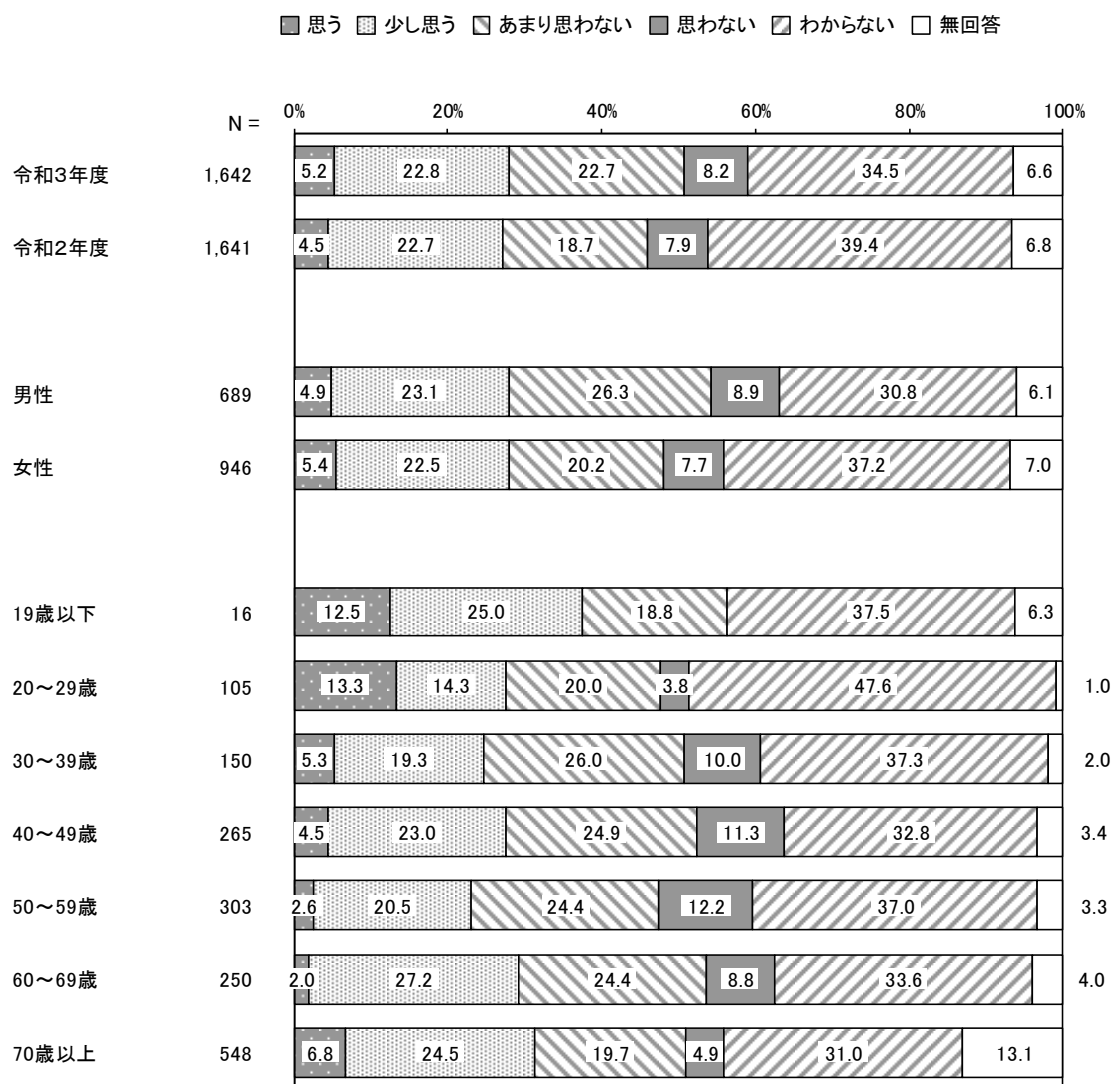 思う 少し思う あまり思わない 思わない わからない 無回答
N = 0% 20% 40% 60% 80% 100%
令和３年度 1,642 5.2 22.8 22.7 8.2 34.5 6.6
令和２年度 1,641 4.5 22.7 18.7 7.9 39.4 6.8
男性 689 4.9 23.1 26.3 8.9 30.8 6.1
女性 946 5.4 22.5 20.2 7.7 37.2 7.0
19歳以下 16 12.5 25.0 18.8 37.5 6.3
20～29歳 105 13.3 14.3 20.0 3.8 47.6 1.0
30～39歳 150 5.3 19.3 26.0 10.0 37.3 2.0
40～49歳 265 4.5 23.0 24.9 11.3 32.8 3.4
50～59歳 303 2.6 20.5 24.4 12.2 37.0 3.3
60～69歳 250 2.0 27.2 24.4 8.8 33.6 4.0
70歳以上 548 6.8 24.5 19.7 4.9 31.0 13.1